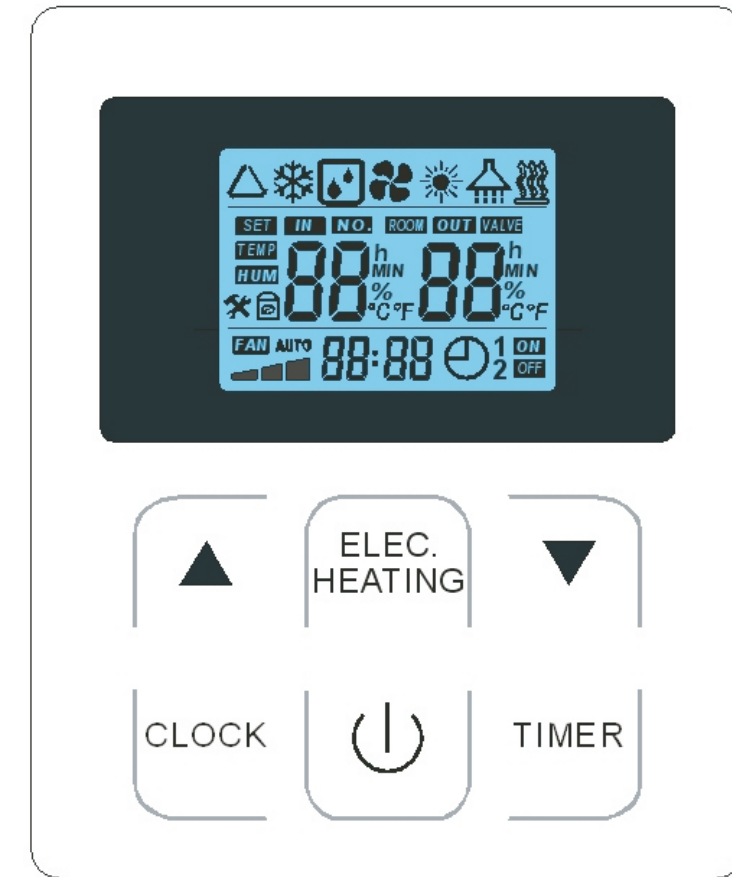 SET IN NO. ROOM OUT VALVE
TEMP 88 h 88 h
MIN MIN
HUM % %
°C °F °C °F
FAN AUTO 88:88 1 ON
2 OFF
ELEC.
HEATING
CLOCK TIMER